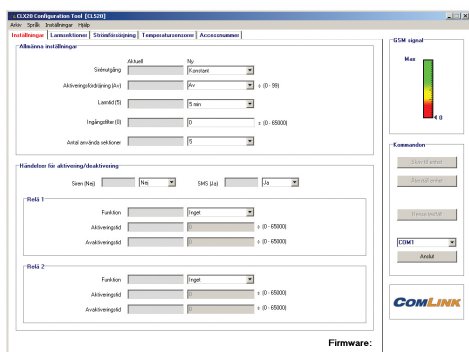 CLX20 Configuration Tool [CL520]
Arkiv Språk Inställningar Hjälp
Inställningar Larmsektioner Strömförsörjning Temperatursensorer Accessnummer
Allmänna inställningar
Aktuell Ny
Sirénutgång Konstant
Aktiveringsfördröjning (Av) Av (0 - 99)
Larmtid (5) 5 min
Ingångsfilter (0) 0 (0 - 65000)
Antal använda sektioner 5
Händelser för aktivering/deaktivering
Siren (Nej) Nej SMS (Ja) Ja
Relä 1
Funktion Inget
Aktiveringstid 0 (0 - 65000)
Avaktiveringstid 0 (0 - 65000)
Relä 2
Funktion Inget
Aktiveringstid 0 (0 - 65000)
Avaktiveringstid 0 (0 - 65000)
Firmware:
GSM signal
Max
0
Kommandon
COM1
Anslut
COMLINK